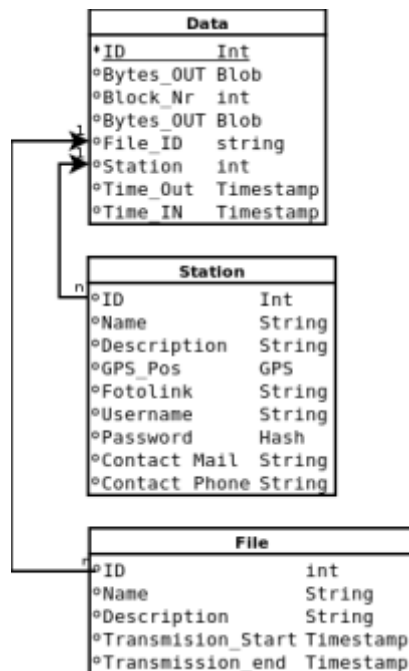 Data
ID Int
Bytes_OUT Blob
Block_Nr int
Bytes_OUT Blob
1
File_ID string
Station int
Time_Out Timestamp
Time_IN Timestamp
Station
n
ID Int
Name String
Description String
GPS_Pos GPS
Fotolink String
Username String
Password Hash
Contact Mail String
Contact Phone String
File
n
ID int
Name String
Description String
Transmision_Start Timestamp
Transmission_end Timestamp